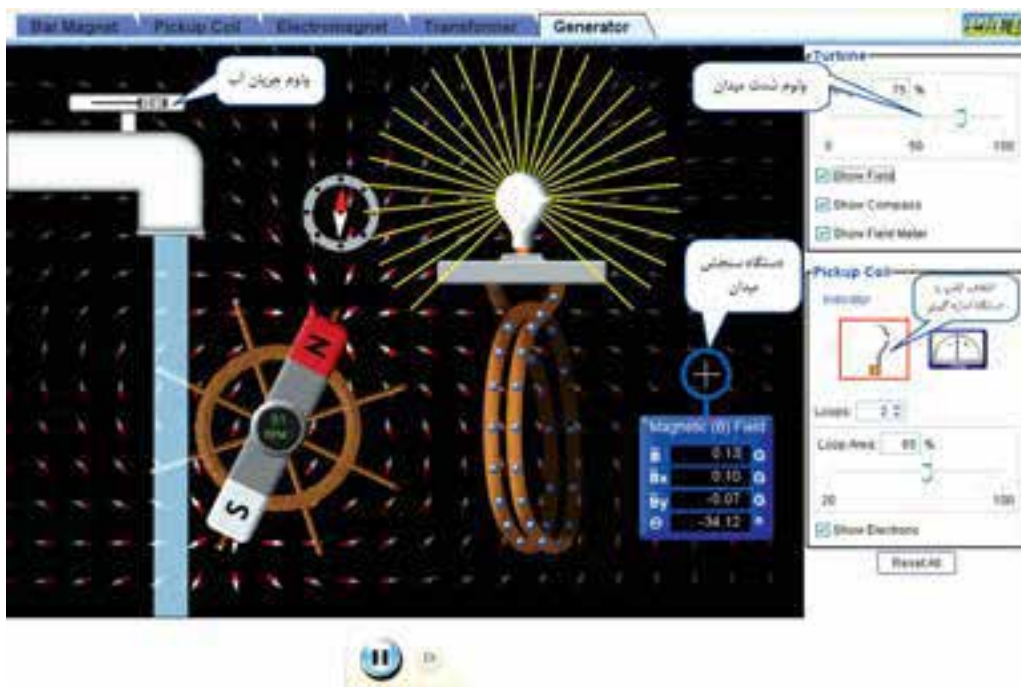 Bar Magnet
Pickup Coil
Electromagnet
Transformer
Generator
ولوم جریان آب
Turbine
75 %
ولوم شدت میدان
0
50
100
Show Field
Show Compass
Show Field Meter
دستگاه سنجش
میدان
Pickup Coil
Indicator
Loops: 2
Loop Area:
%
20
100
Show Electrons
Reset All
N
RPM
S
Magnetic (B) Field
B 0.13 G
Bx 0.10 G
By -0.07 G
Θ -34.12 °